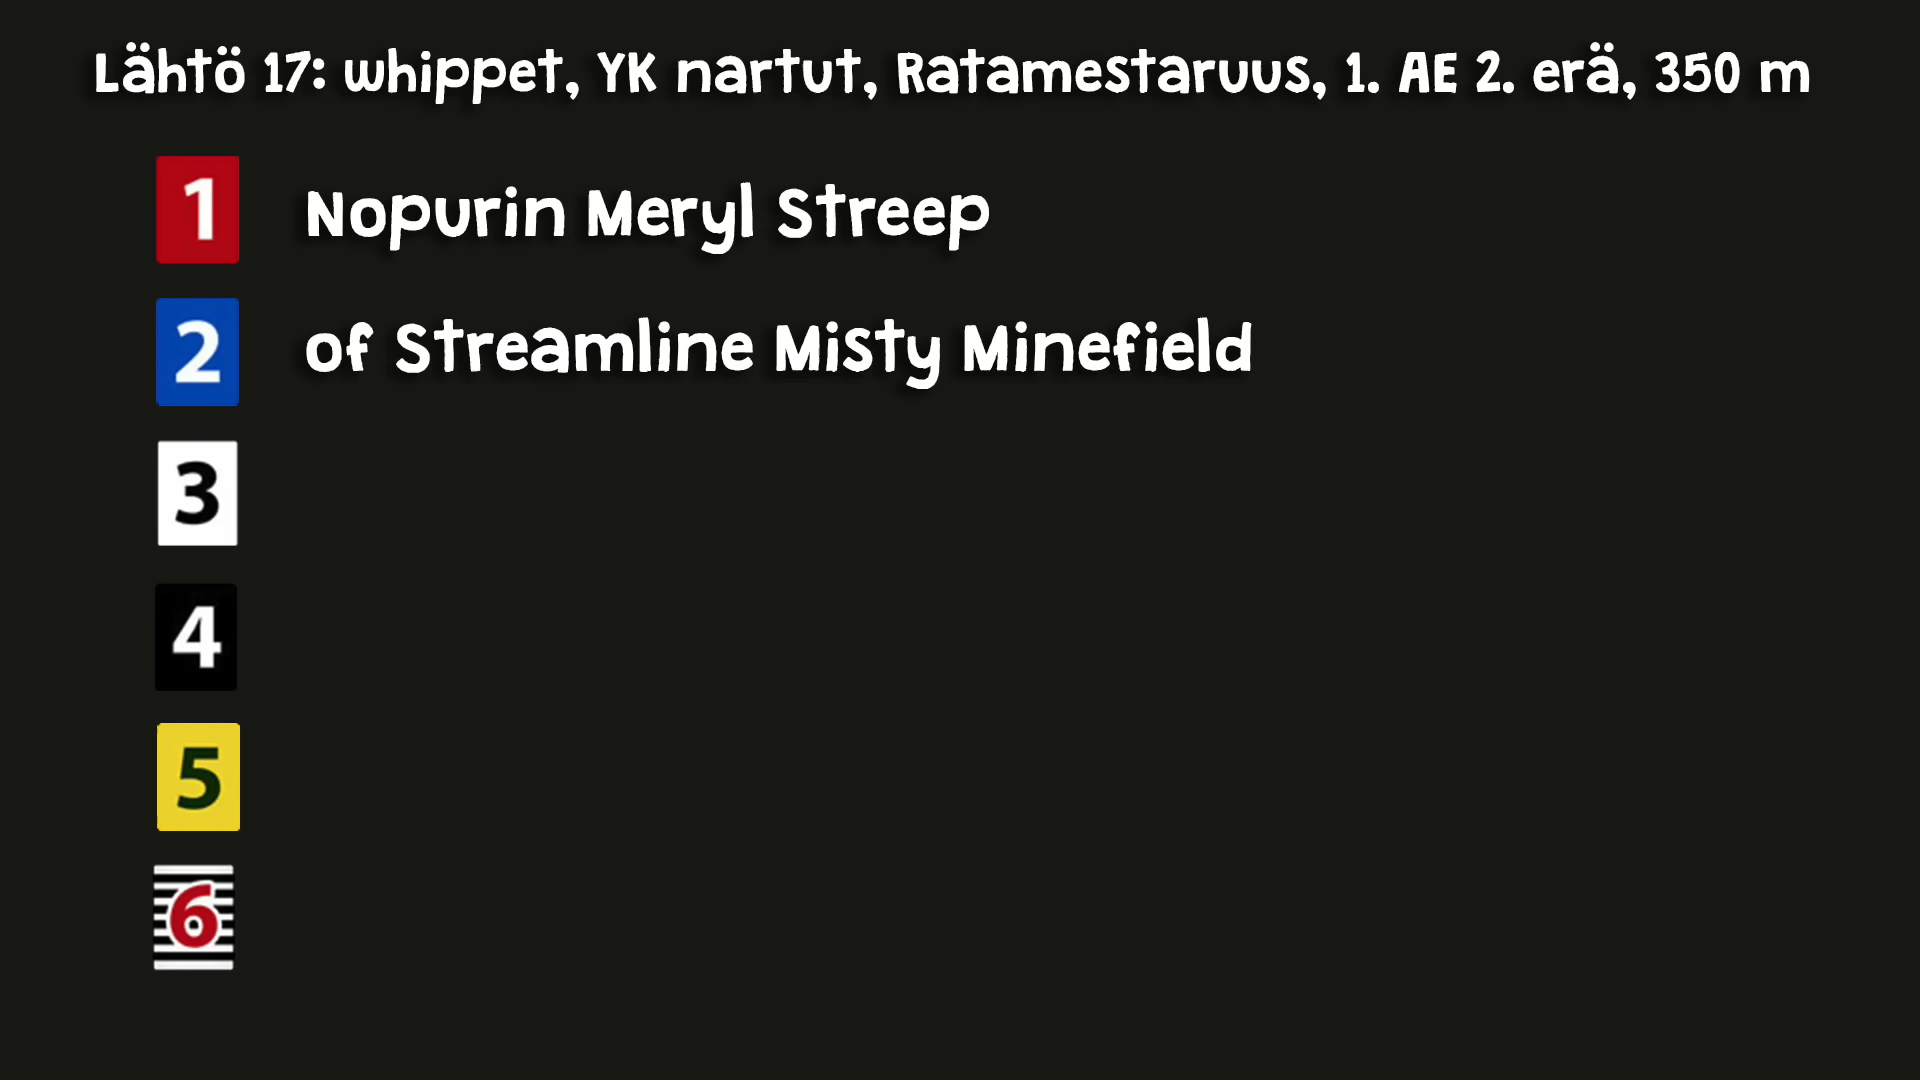 Lähtö 17: whippet, YK nartut, Ratamestaruus, 1. AE 2. erä, 350 m
1 Nopurin Meryl Streep
2 of Streamline Misty Minefield
3
4
5
6